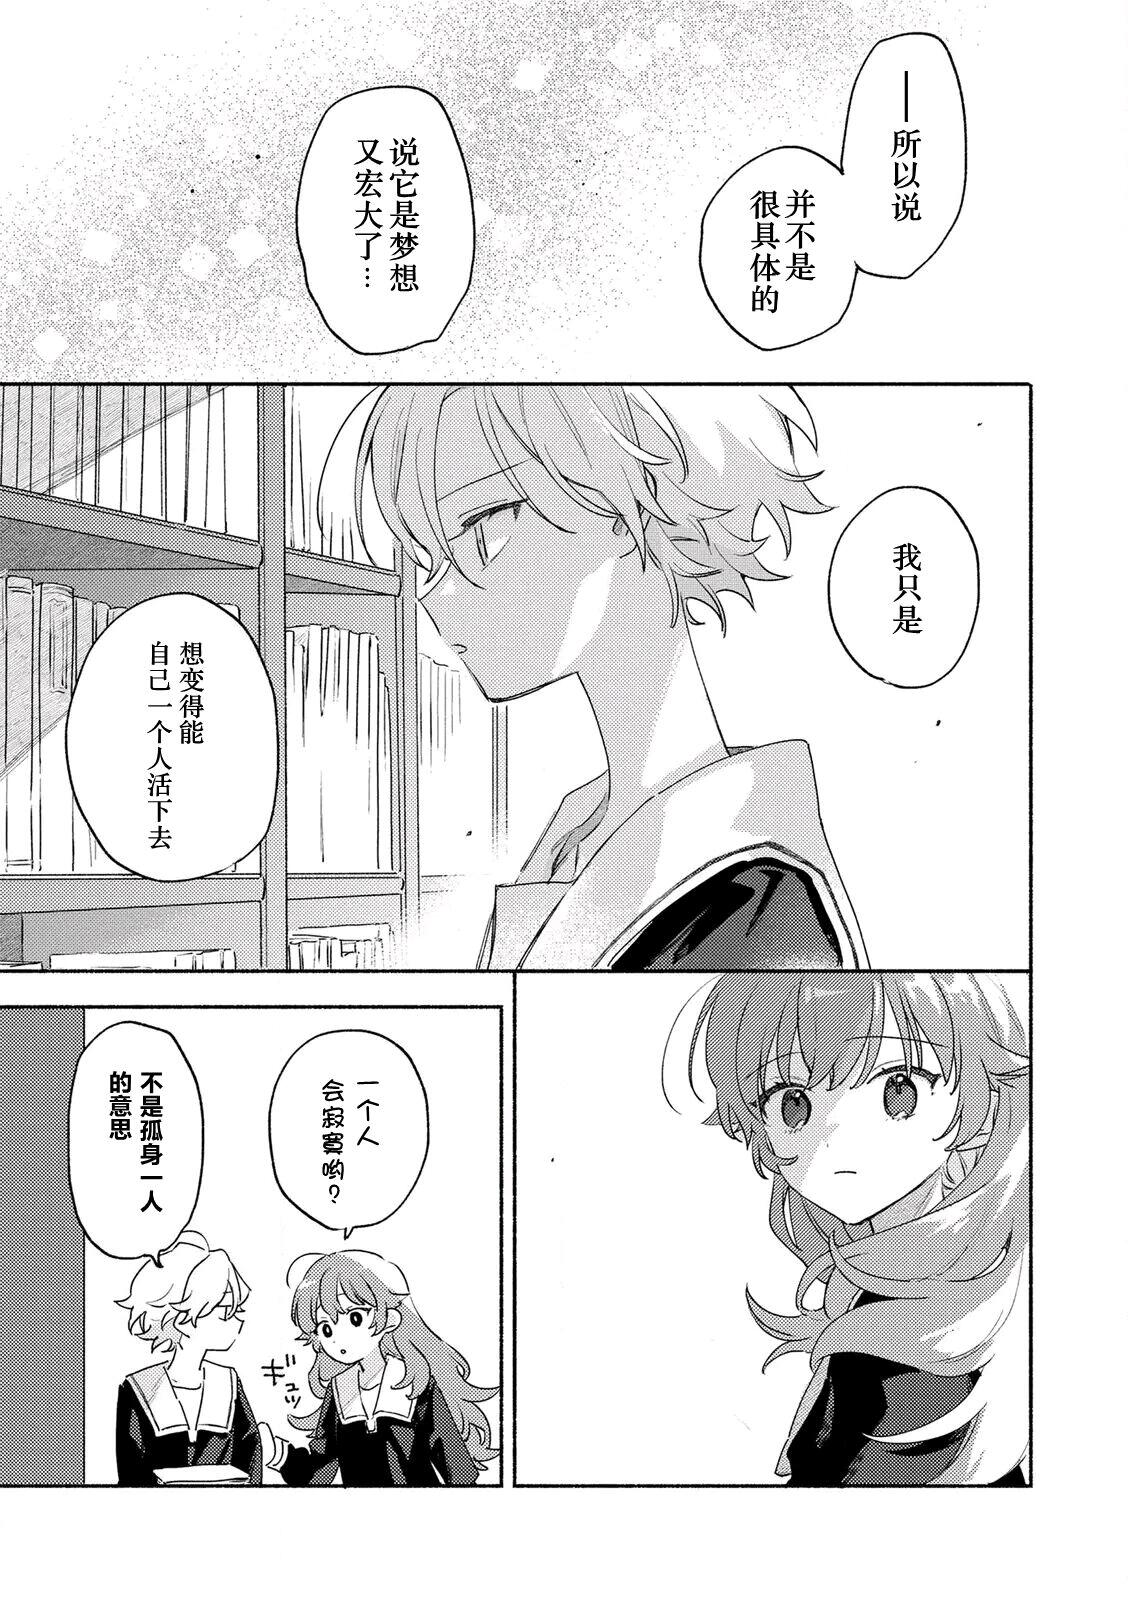 ——所以说
并不是
很具体的
说它是梦想
又宏大了…
我只是
想变得能
自己一个人活下去
一个人
会寂寞哟？
ギュッ
不是孤身一人
的意思